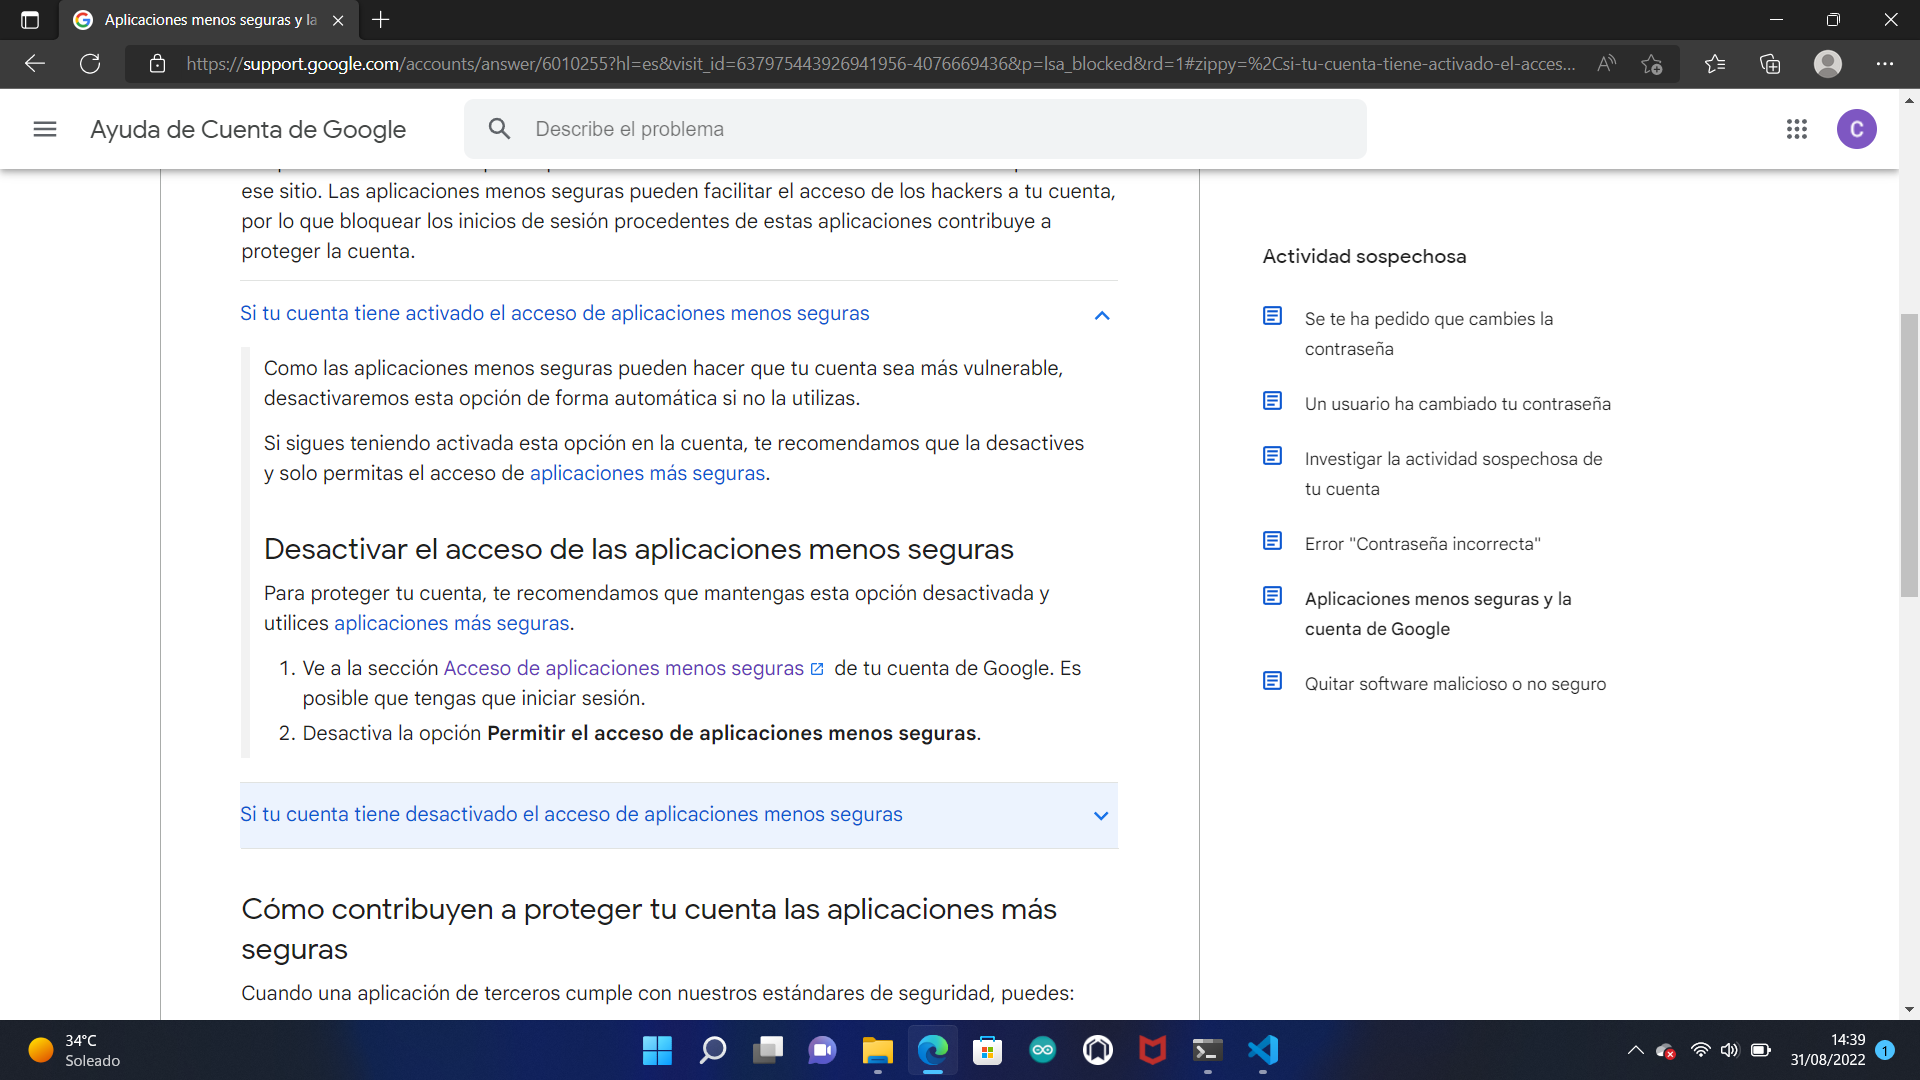 Aplicaciones menos seguras y la
https://support.google.com/accounts/answer/6010255?hl=es&visit_id=637975443926941956-4076669436&p=lsa_blocked&rd=1#zippy=%2Csi-tu-cuenta-tiene-activado-el-acces...
Ayuda de Cuenta de Google
Describe el problema
C
ese sitio. Las aplicaciones menos seguras pueden facilitar el acceso de los hackers a tu cuenta,
por lo que bloquear los inicios de sesión procedentes de estas aplicaciones contribuye a
proteger la cuenta.
Si tu cuenta tiene activado el acceso de aplicaciones menos seguras
Como las aplicaciones menos seguras pueden hacer que tu cuenta sea más vulnerable,
desactivaremos esta opción de forma automática si no la utilizas.
Si sigues teniendo activada esta opción en la cuenta, te recomendamos que la desactives
y solo permitas el acceso de aplicaciones más seguras.
Desactivar el acceso de las aplicaciones menos seguras
Para proteger tu cuenta, te recomendamos que mantengas esta opción desactivada y
utilices aplicaciones más seguras.
1. Ve a la sección Acceso de aplicaciones menos seguras de tu cuenta de Google. Es
posible que tengas que iniciar sesión.
2. Desactiva la opción Permitir el acceso de aplicaciones menos seguras.
Si tu cuenta tiene desactivado el acceso de aplicaciones menos seguras
Cómo contribuyen a proteger tu cuenta las aplicaciones más
seguras
Cuando una aplicación de terceros cumple con nuestros estándares de seguridad, puedes:
Actividad sospechosa
Se te ha pedido que cambies la
contraseña
Un usuario ha cambiado tu contraseña
Investigar la actividad sospechosa de
tu cuenta
Error "Contraseña incorrecta"
Aplicaciones menos seguras y la
cuenta de Google
Quitar software malicioso o no seguro
34°C
Soleado
14:39
31/08/2022
1